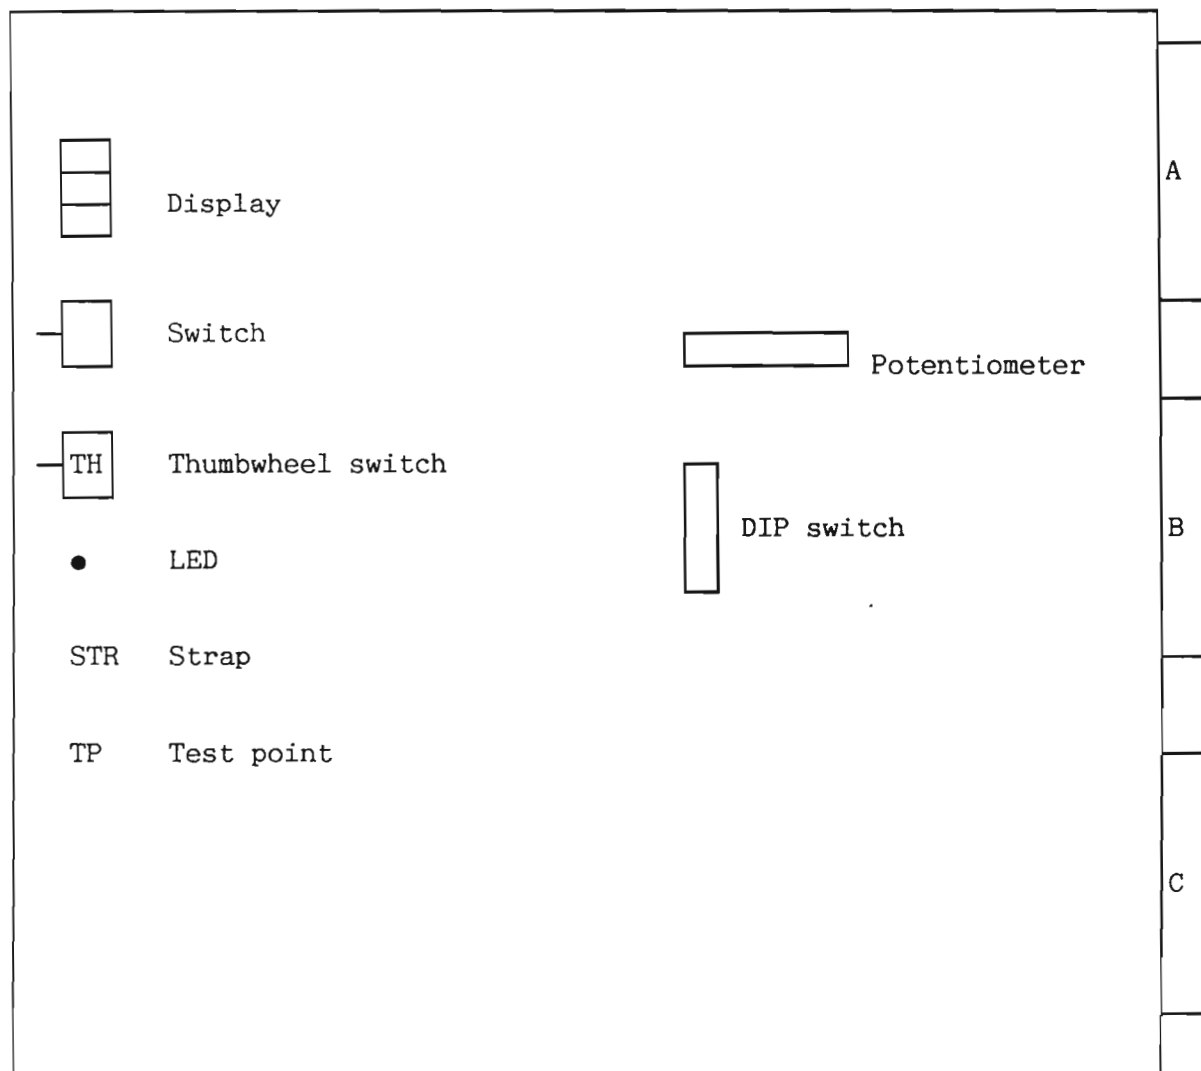 A
Display
Switch
Potentiometer
TH Thumbwheel switch
DIP switch
B
LED
STR Strap
TP Test point
C